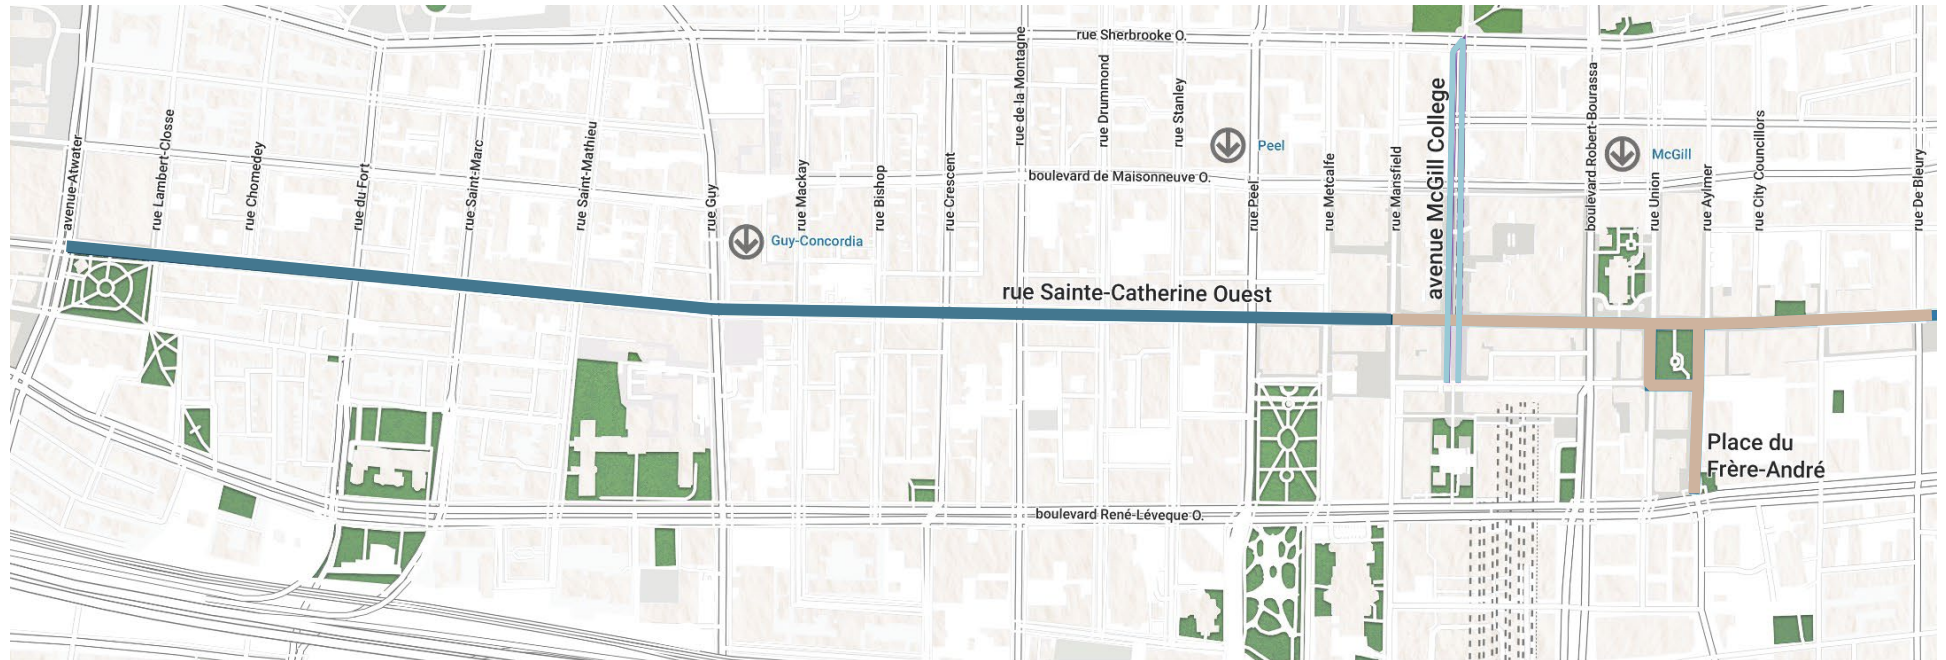 rue Sherbrooke O.
avenue Atwater
rue Lambert-Closse
rue Chomedey
rue du Fort
rue Saint-Marc
rue Saint-Mathieu
rue Guy
rue Mackay
rue Bishop
rue Crescent
rue de la Montagne
rue Drummond
rue Stanley
Peel
rue Peel
rue Metcalfe
rue Mansfield
avenue McGill College
boulevard Robert-Bourassa
McGill
rue Union
rue Aylmer
rue City Councillors
rue De Bleury
boulevard de Maisonneuve O.
Guy-Concordia
rue Sainte-Catherine Ouest
Place du
Frère-André
boulevard René-Léveque O.